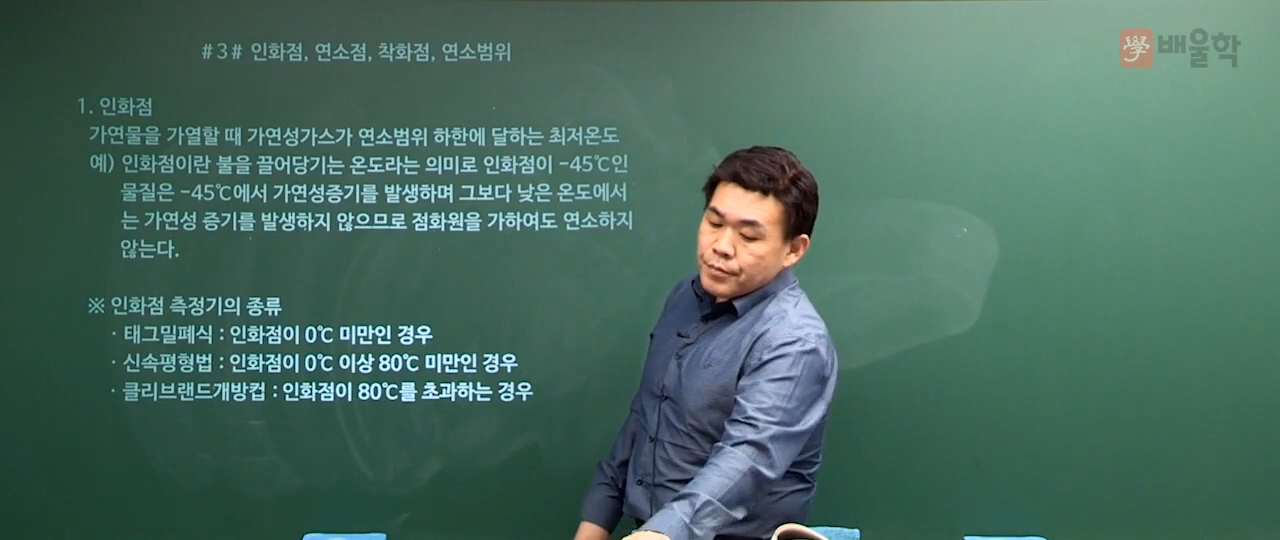 #3# 인화점, 연소점, 착화점, 연소범위
學 배울학
1. 인화점
가연물을 가열할 때 가연성가스가 연소범위 하한에 달하는 최저온도
예) 인화점이란 불을 끌어당기는 온도라는 의미로 인화점이 -45℃인
물질은 -45℃에서 가연성증기를 발생하며 그보다 낮은 온도에서
는 가연성 증기를 발생하지 않으므로 점화원을 가하여도 연소하지
않는다.
※ 인화점 측정기의 종류
· 태그밀폐식 : 인화점이 0℃ 미만인 경우
· 신속평형법 : 인화점이 0℃ 이상 80℃ 미만인 경우
· 클리브랜드개방컵 : 인화점이 80℃를 초과하는 경우